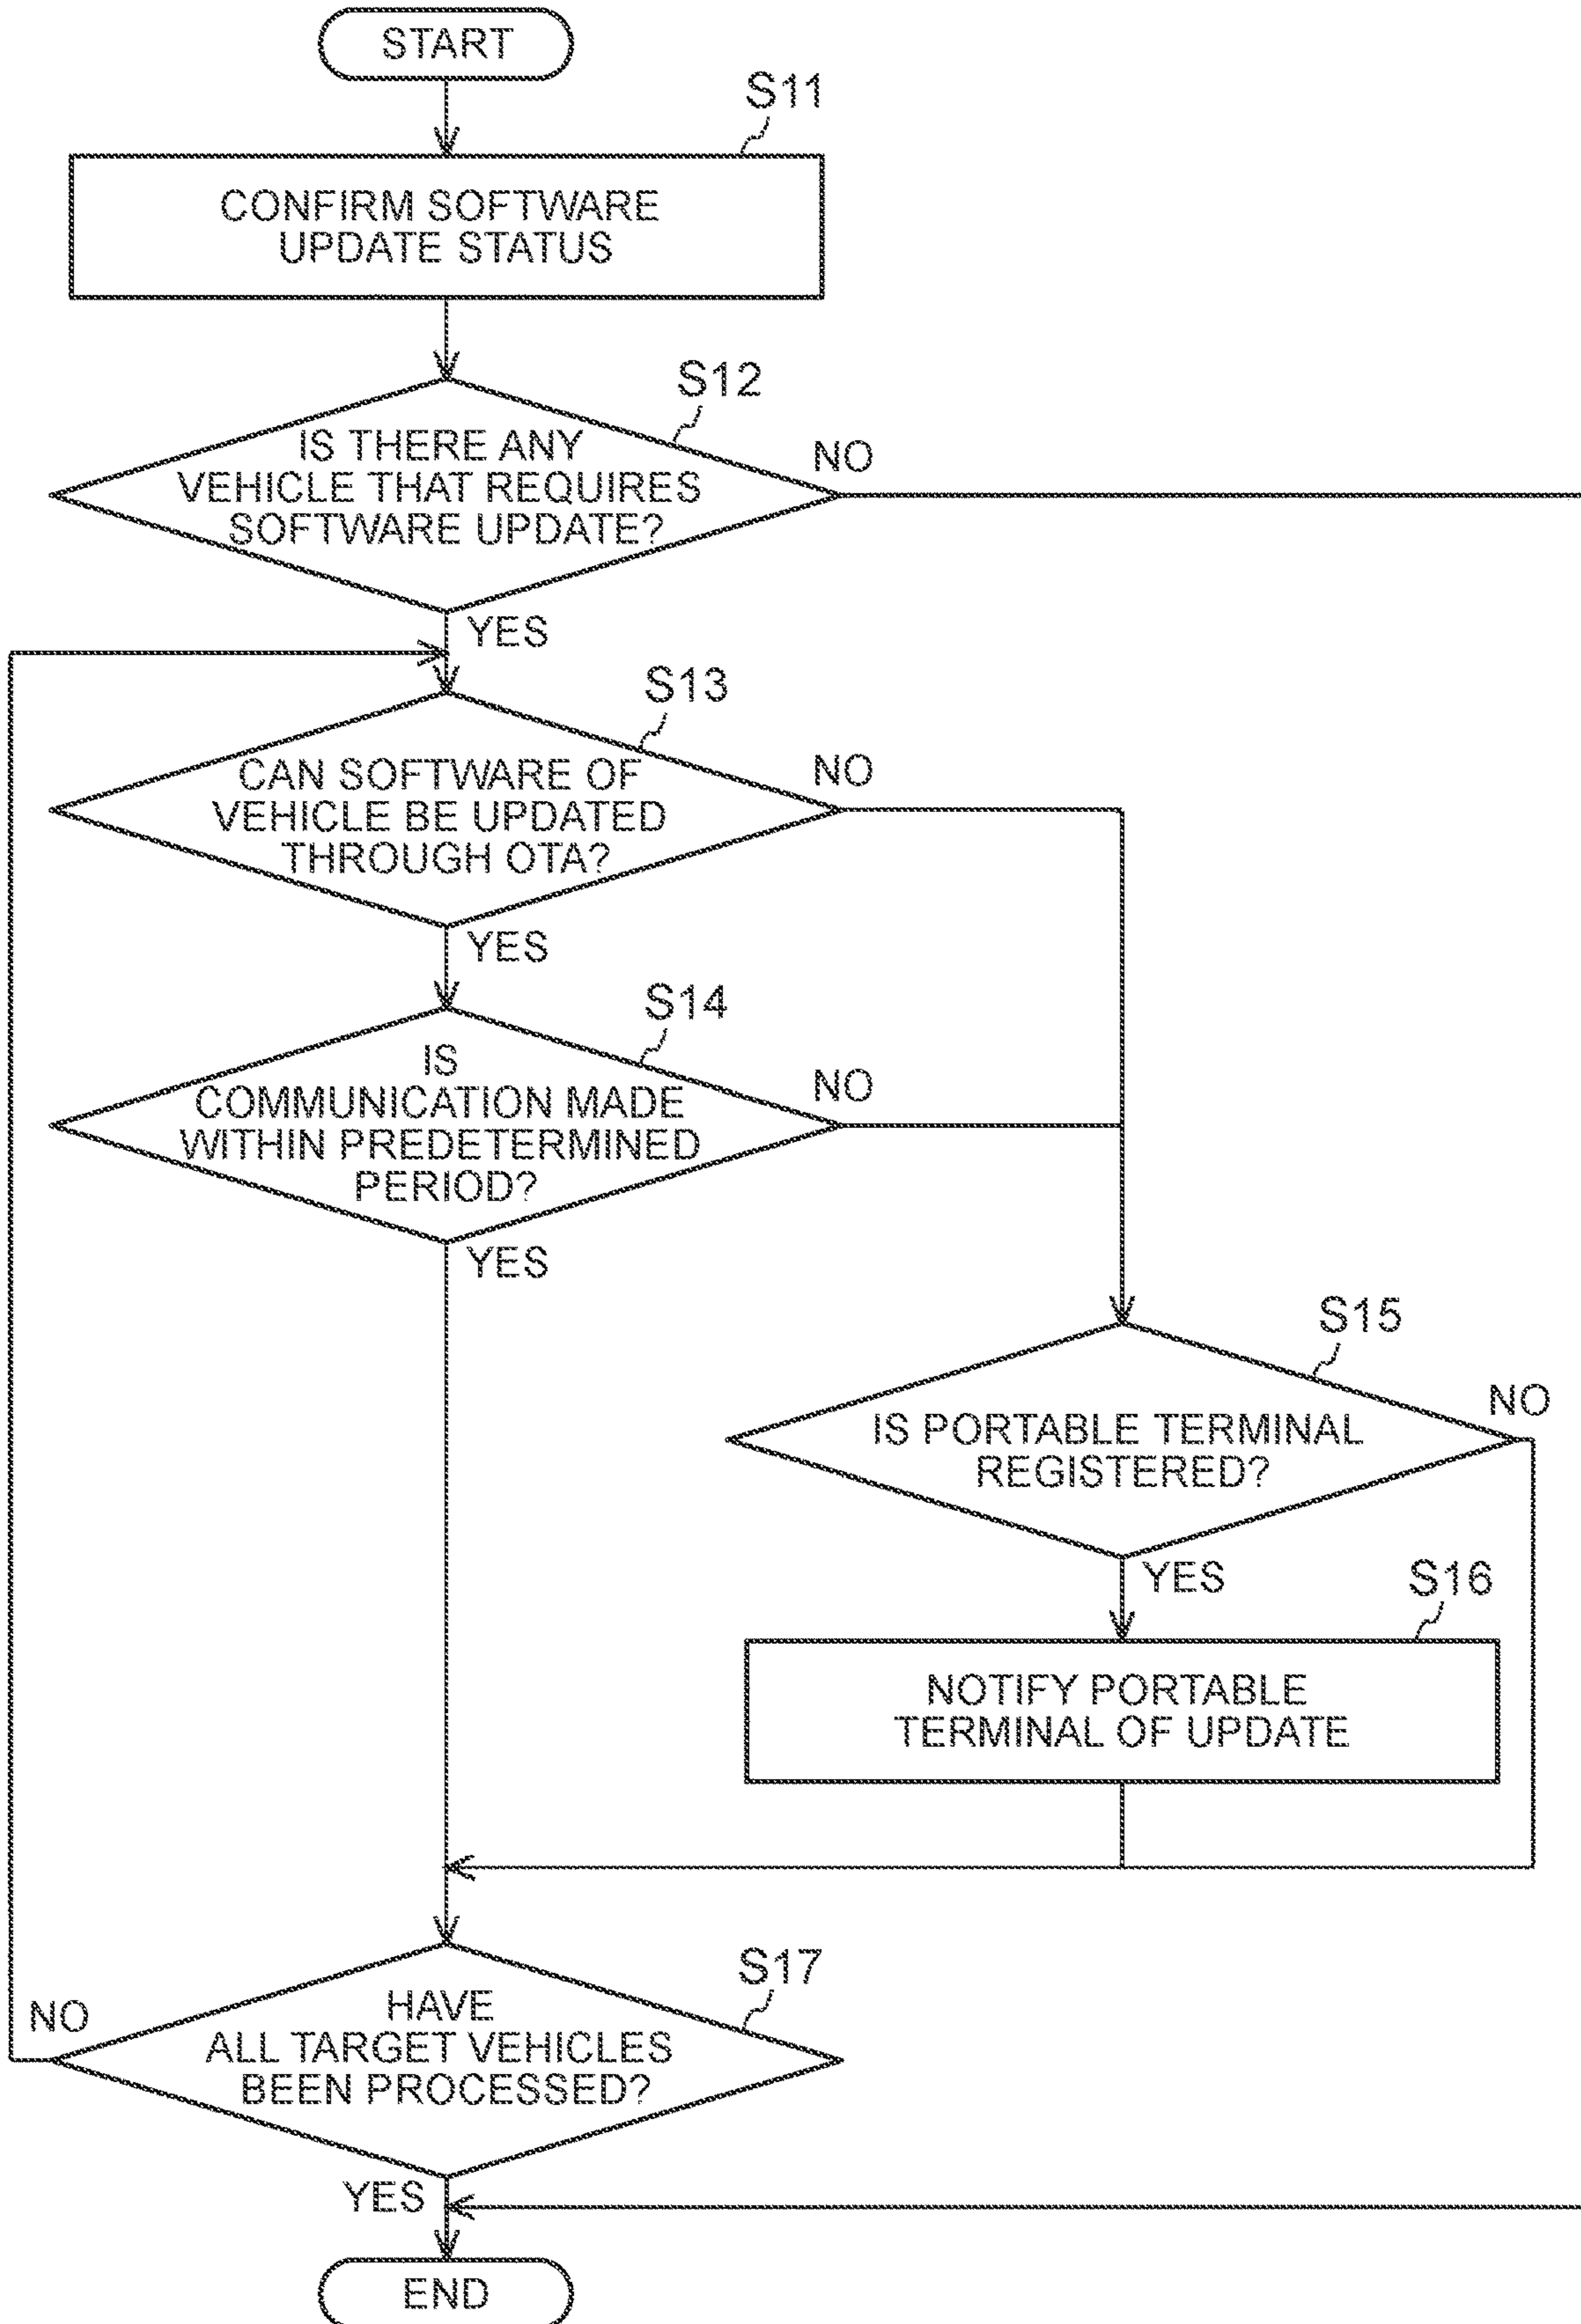 START
S11
CONFIRM SOFTWARE
UPDATE STATUS
S12
IS THERE ANY
VEHICLE THAT REQUIRES
SOFTWARE UPDATE?
NO
YES
S13
CAN SOFTWARE OF
VEHICLE BE UPDATED
THROUGH OTA?
NO
YES
S14
IS
COMMUNICATION MADE
WITHIN PREDETERMINED
PERIOD?
NO
YES
S15
IS PORTABLE TERMINAL
REGISTERED?
NO
YES
S16
NOTIFY PORTABLE
TERMINAL OF UPDATE
S17
HAVE
ALL TARGET VEHICLES
BEEN PROCESSED?
NO
YES
END